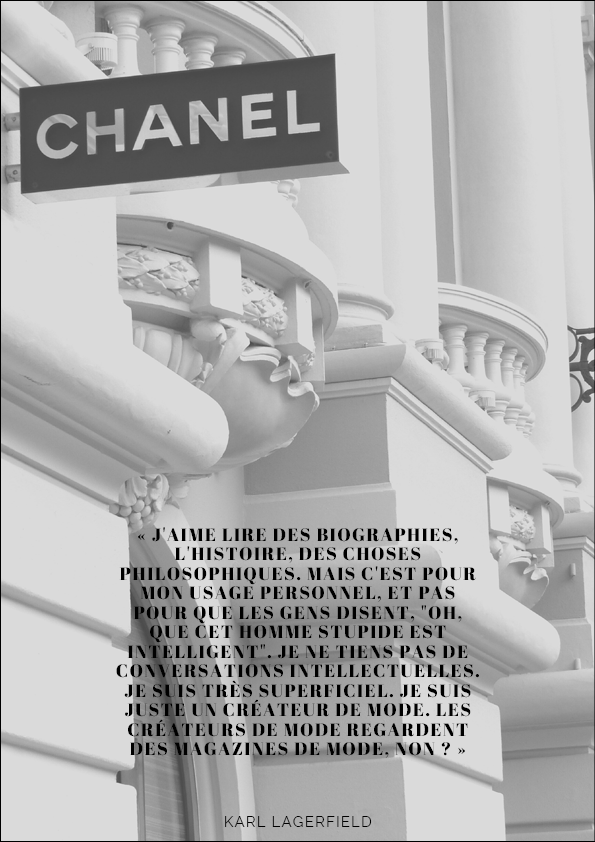 CHANEL
« J'AIME LIRE DES BIOGRAPHIES,
L'HISTOIRE, DES CHOSES
PHILOSOPHIQUES. MAIS C'EST POUR
MON USAGE PERSONNEL, ET PAS
POUR QUE LES GENS DISENT, "OH,
QUE CET HOMME STUPIDE EST
INTELLIGENT". JE NE TIENS PAS DE
CONVERSATIONS INTELLECTUELLES.
JE SUIS TRÈS SUPERFICIEL. JE SUIS
JUSTE UN CRÉATEUR DE MODE. LES
CRÉATEURS DE MODE REGARDENT
DES MAGAZINES DE MODE, NON ? »
KARL LAGERFIELD